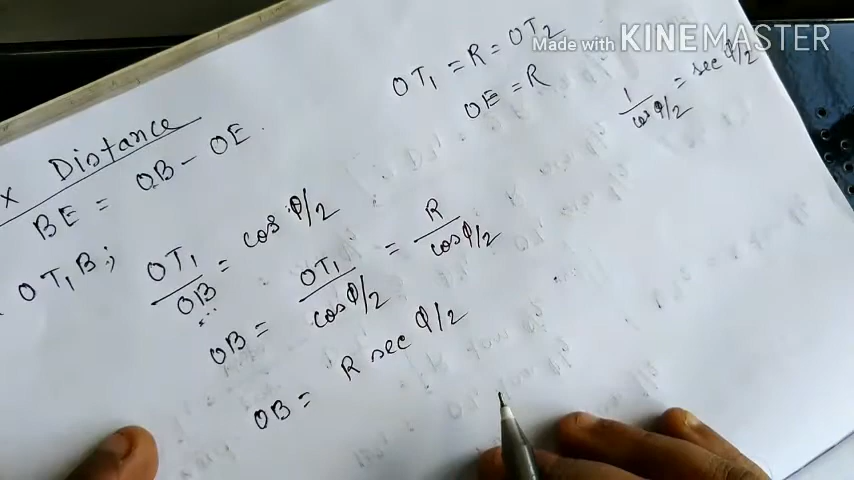 Made with KINEMASTER
OT₁ = R = OT₂
OE = R
1/cos φ/2 = sec φ/2
x Distance
BE = OB - OE
OT₁B;
OT₁/OB = cos φ/2
OB = OT₁/cos φ/2 = R/cos φ/2
OB = R sec φ/2